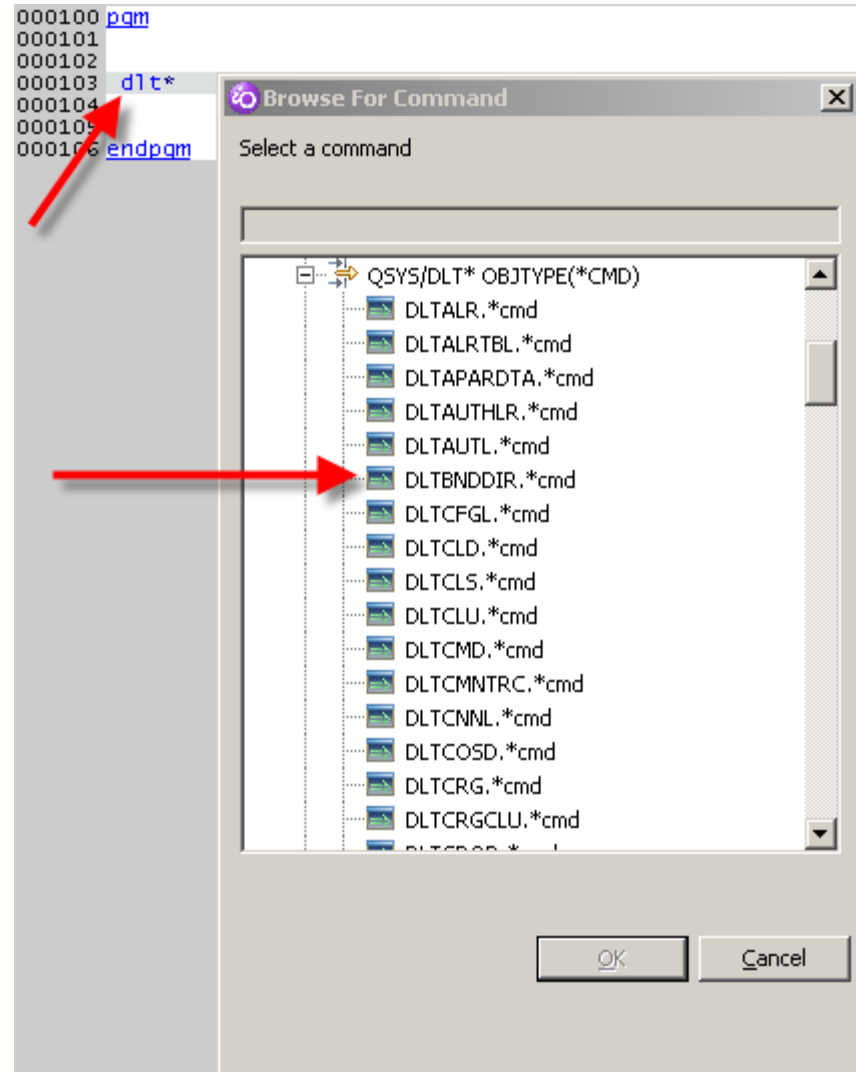 000100 pgm
000101
000102
000103 dlt*
000104
000105
000106 endpgm
Browse For Command
Select a command
QSYS/DLT* OBJTYPE(*CMD)
DLTALR.*cmd
DLTALRTBL.*cmd
DLTAPARDTA.*cmd
DLTAUTHLR.*cmd
DLTAUTL.*cmd
DLTBNDDIR.*cmd
DLTCFGL.*cmd
DLTCLD.*cmd
DLTCLS.*cmd
DLTCLU.*cmd
DLTCMD.*cmd
DLTCMNTRC.*cmd
DLTCNNL.*cmd
DLTCOSD.*cmd
DLTCRG.*cmd
DLTCRGCLU.*cmd
OK
Cancel